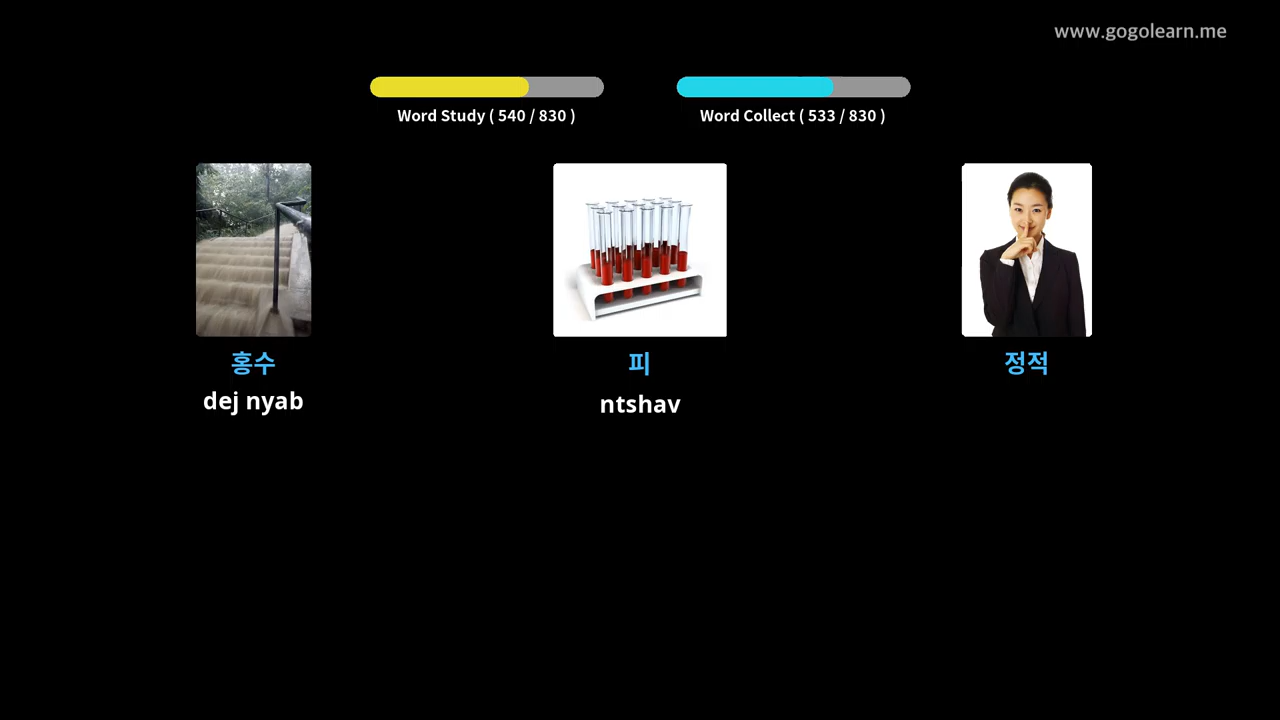 www.gogolearn.me
Word Study ( 540 / 830 )
Word Collect ( 533 / 830 )
홍수
dej nyab
피
ntshav
정적